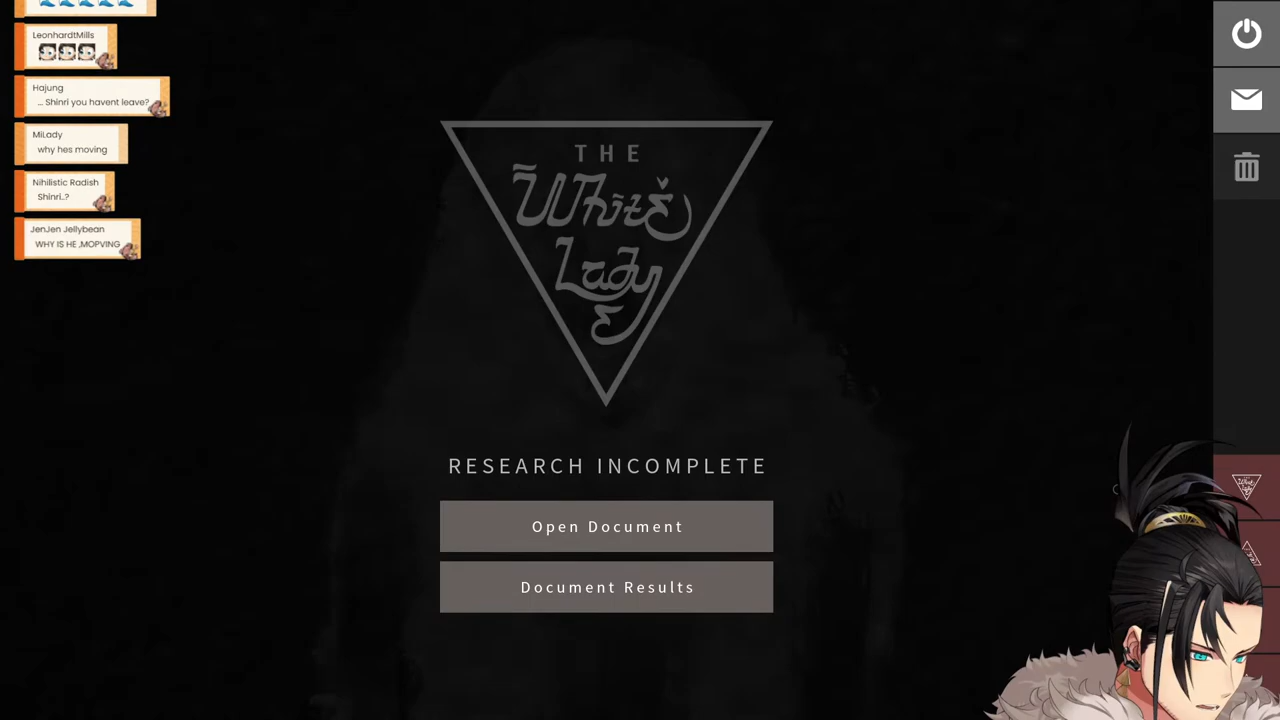 LeonhardtMills
Hajung
... Shinri you havent leave?
MiLady
why hes moving
Nihilistic Radish
Shinri..?
JenJen Jellybean
WHY IS HE ,MOPVING
THE
White
Lady
RESEARCH INCOMPLETE
Open Document
Document Results